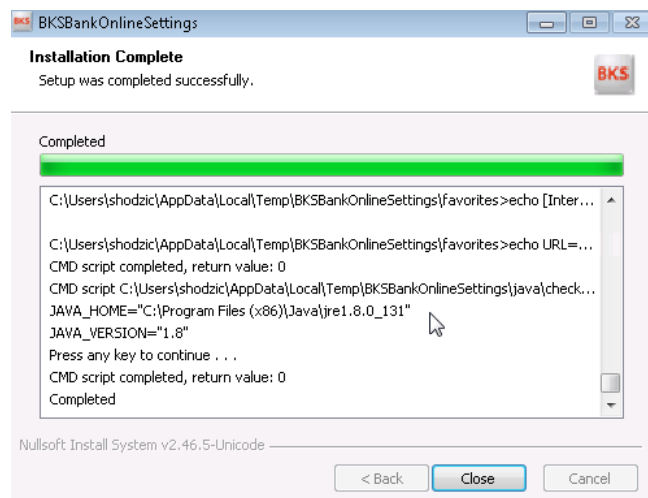 BKS BKSBankOnlineSettings
Installation Complete
Setup was completed successfully.
BKS
Completed
C:\Users\shodzic\AppData\Local\Temp\BKSBankOnlineSettings\favorites>echo [Inter...
C:\Users\shodzic\AppData\Local\Temp\BKSBankOnlineSettings\favorites>echo URL=...
CMD script completed, return value: 0
CMD script C:\Users\shodzic\AppData\Local\Temp\BKSBankOnlineSettings\java\check...
JAVA_HOME="C:\Program Files (x86)\Java\jre1.8.0_131"
JAVA_VERSION="1.8"
Press any key to continue . . .
CMD script completed, return value: 0
Completed
Nullsoft Install System v2.46.5-Unicode
< Back Close Cancel